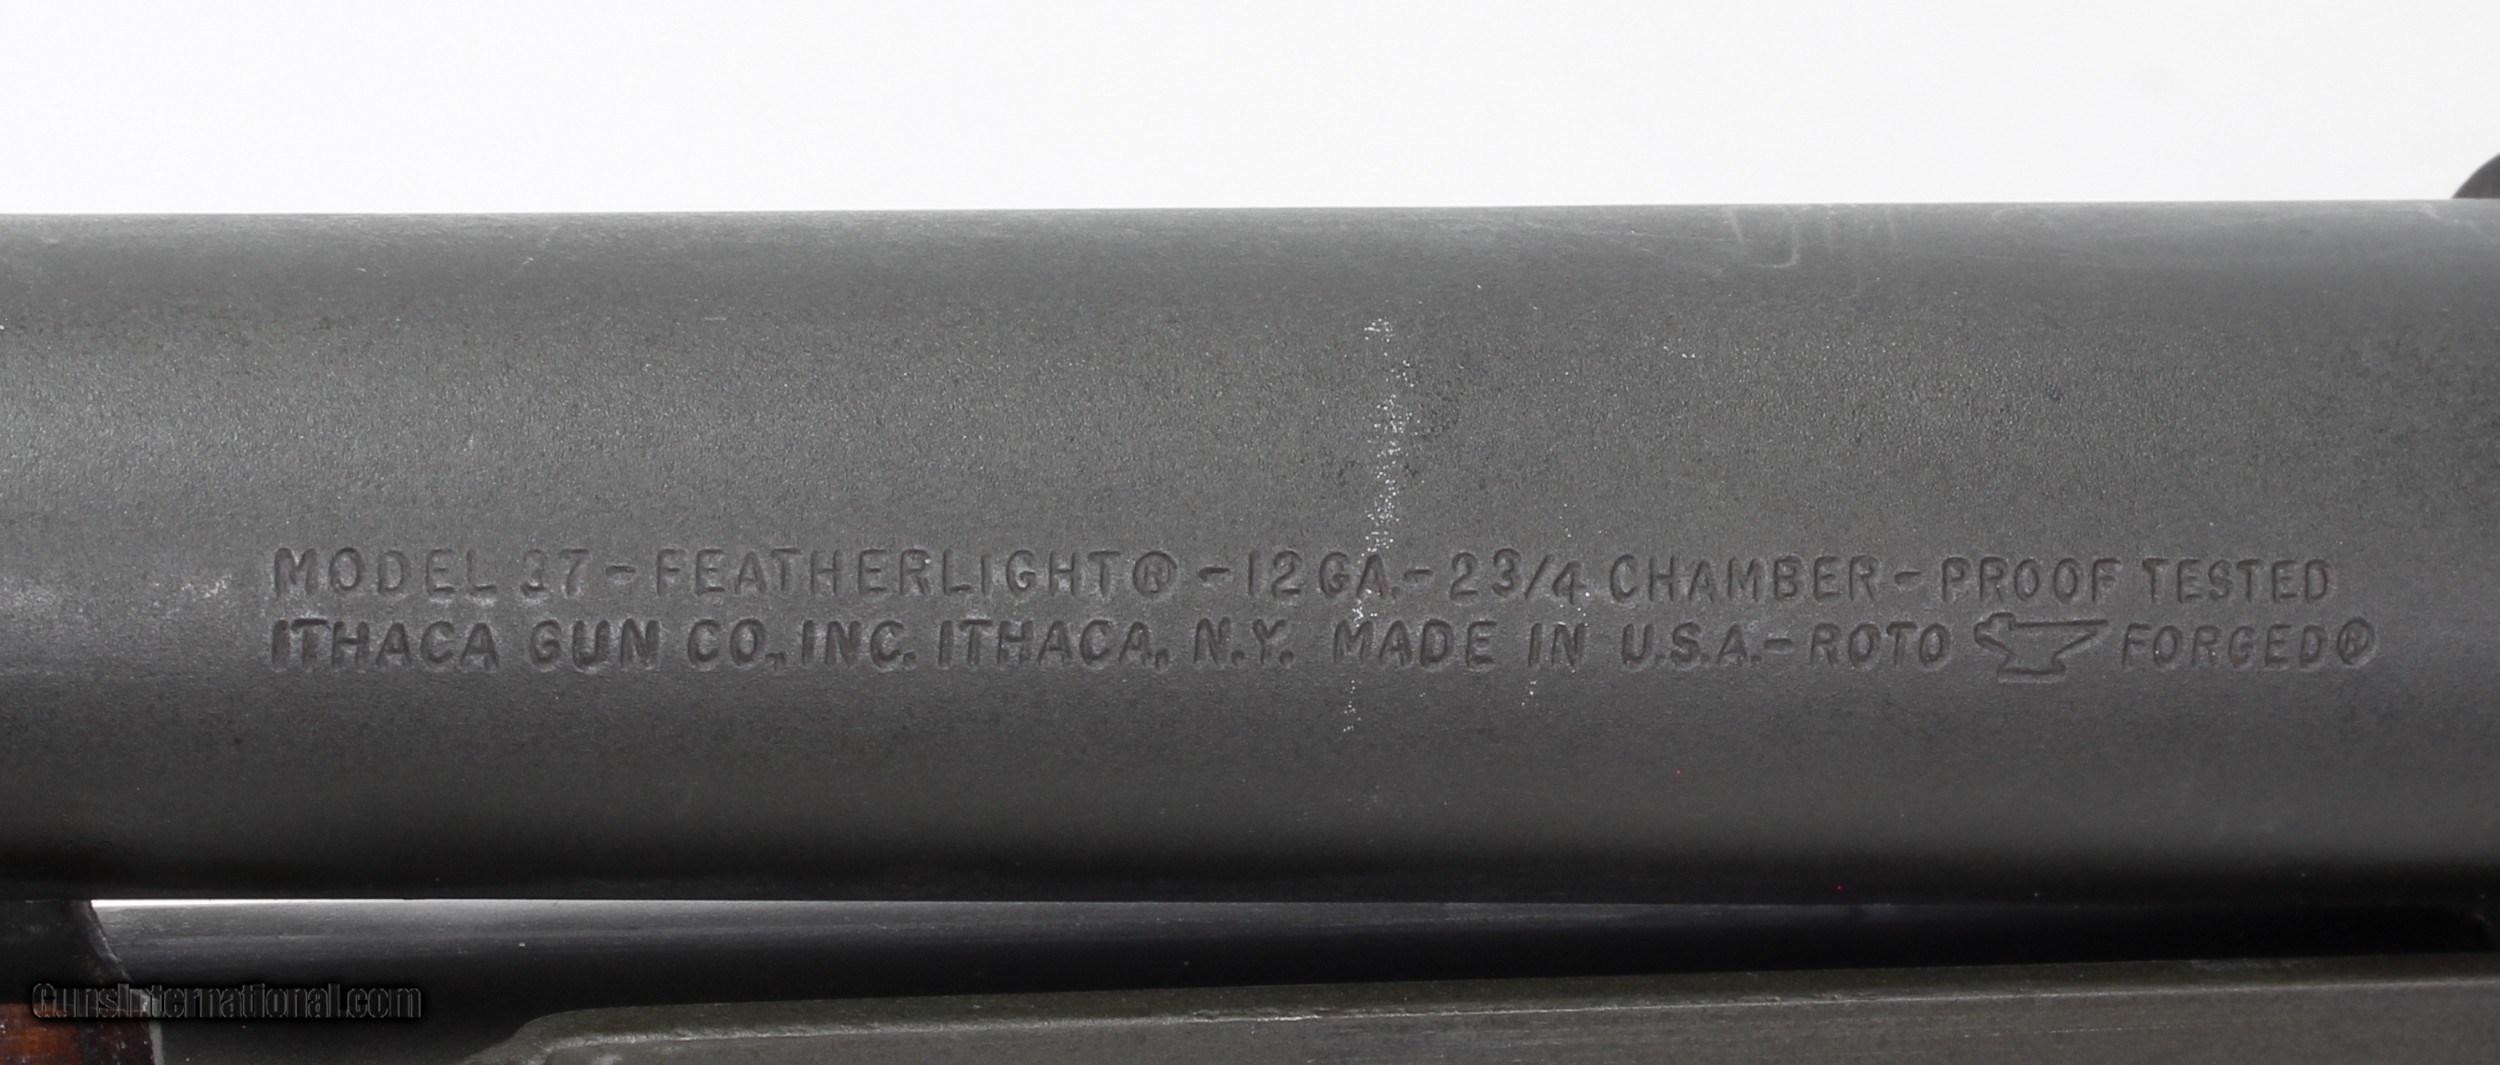 MODEL 37-FEATHERLIGHT®-12 GA.-2 3/4 CHAMBER-PROOF TESTED
ITHACA GUN CO., INC. ITHACA, N.Y. MADE IN U.S.A.-ROTO FORGED®
GunsInternational.com